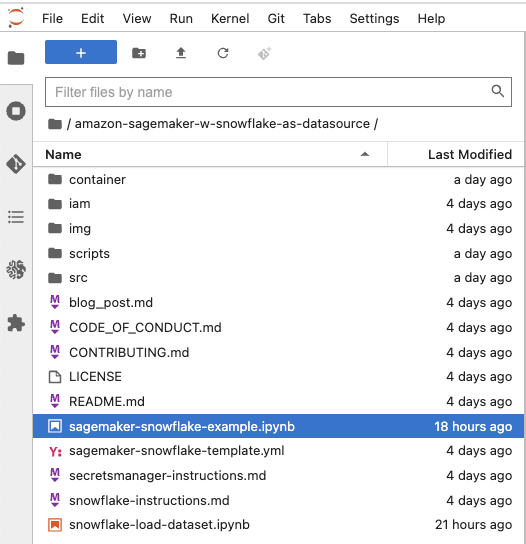 File Edit View Run Kernel Git Tabs Settings Help
+
Filter files by name
/ amazon-sagemaker-w-snowflake-as-datasource /
Name Last Modified
container a day ago
iam 4 days ago
img 4 days ago
scripts a day ago
src a day ago
M blog_post.md 4 days ago
M CODE_OF_CONDUCT.md 4 days ago
M CONTRIBUTING.md 4 days ago
LICENSE 4 days ago
M README.md 4 days ago
sagemaker-snowflake-example.ipynb 18 hours ago
Y: sagemaker-snowflake-template.yml 4 days ago
M secretsmanager-instructions.md 4 days ago
M snowflake-instructions.md 4 days ago
snowflake-load-dataset.ipynb 21 hours ago